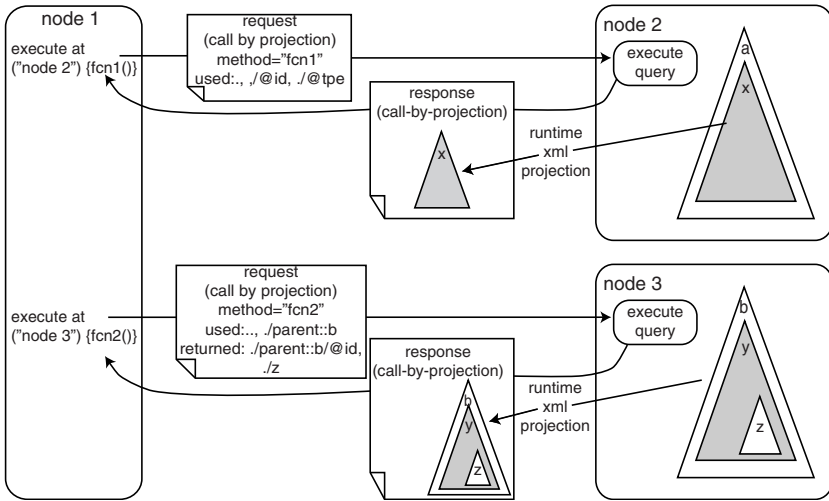 node 1
execute at
("node 2") {fcn1()}
request
(call by projection)
method="fcn1"
used:., ,/@id, ./@tpe
response
(call-by-projection)
x
runtime
xml
projection
node 2
execute
query
a
x
execute at
("node 3") {fcn2()}
request
(call by projection)
method="fcn2"
used:.., ./parent::b
returned: ./parent::b/@id,
./z
response
(call-by-projection)
b
y
z
runtime
xml
projection
node 3
execute
query
b
y
z